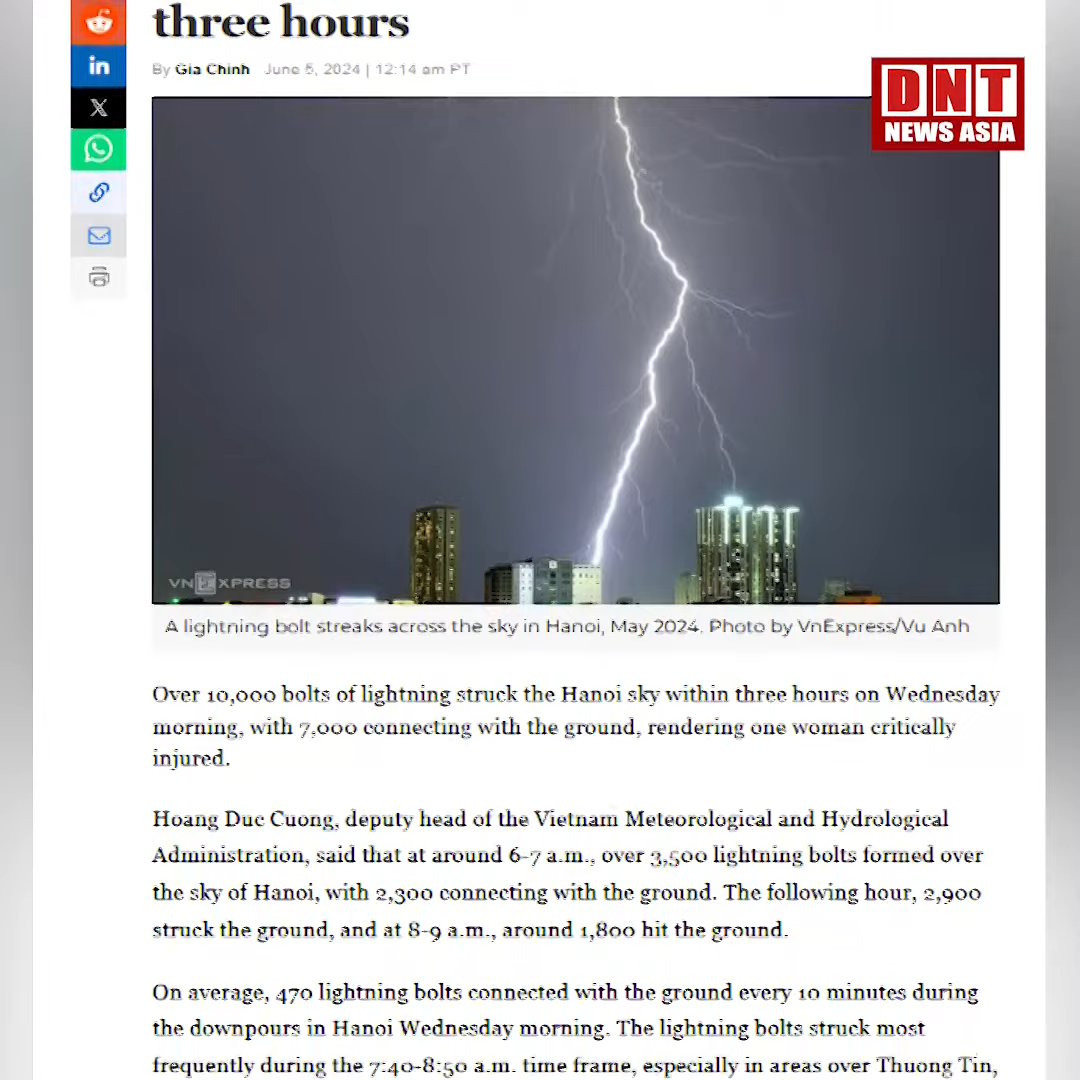 three hours
By Gia Chinh June 5, 2024 | 12:14 am PT
DNT
NEWS ASIA
VNEXPRESS
A lightning bolt streaks across the sky in Hanoi, May 2024. Photo by VnExpress/Vu Anh
Over 10,000 bolts of lightning struck the Hanoi sky within three hours on Wednesday
morning, with 7,000 connecting with the ground, rendering one woman critically
injured.
Hoang Duc Cuong, deputy head of the Vietnam Meteorological and Hydrological
Administration, said that at around 6-7 a.m., over 3,500 lightning bolts formed over
the sky of Hanoi, with 2,300 connecting with the ground. The following hour, 2,900
struck the ground, and at 8-9 a.m., around 1,800 hit the ground.
On average, 470 lightning bolts connected with the ground every 10 minutes during
the downpours in Hanoi Wednesday morning. The lightning bolts struck most
frequently during the 7:40-8:50 a.m. time frame, especially in areas over Thuong Tin,